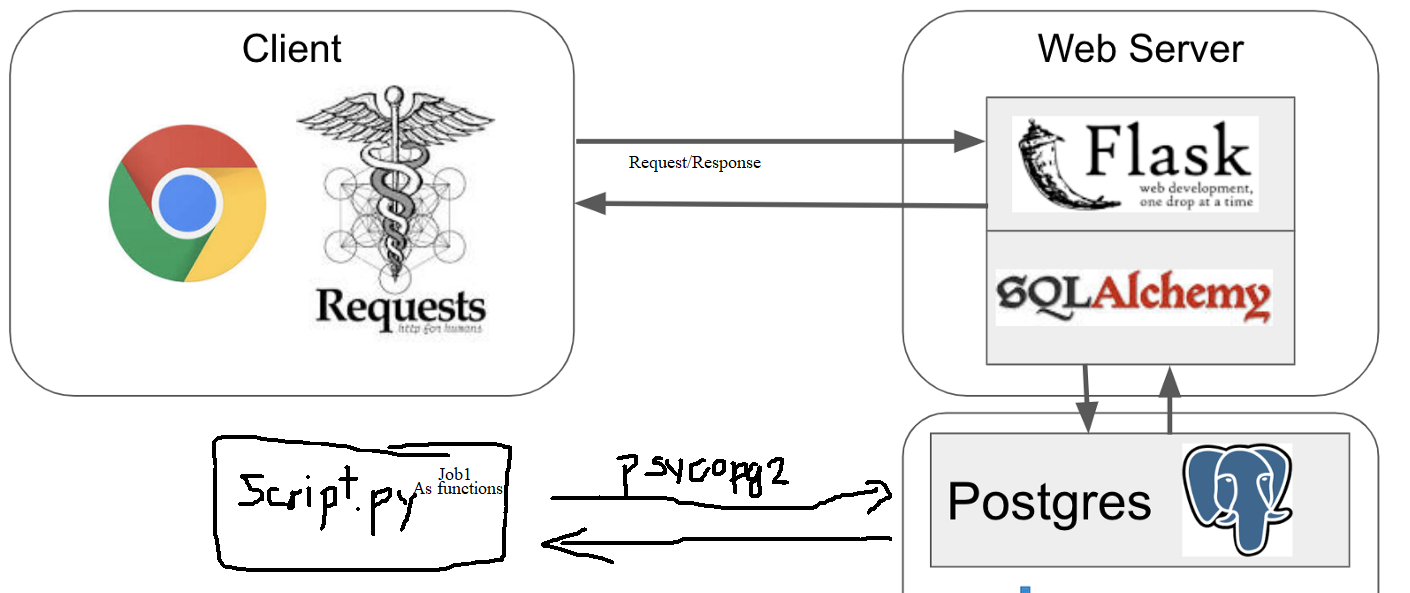 Client
Web Server
Requests
http for humans
Request/Response
Flask
web development,
one drop at a time
SQLAlchemy
Script.py
Job1
As functions
psycopg2
Postgres